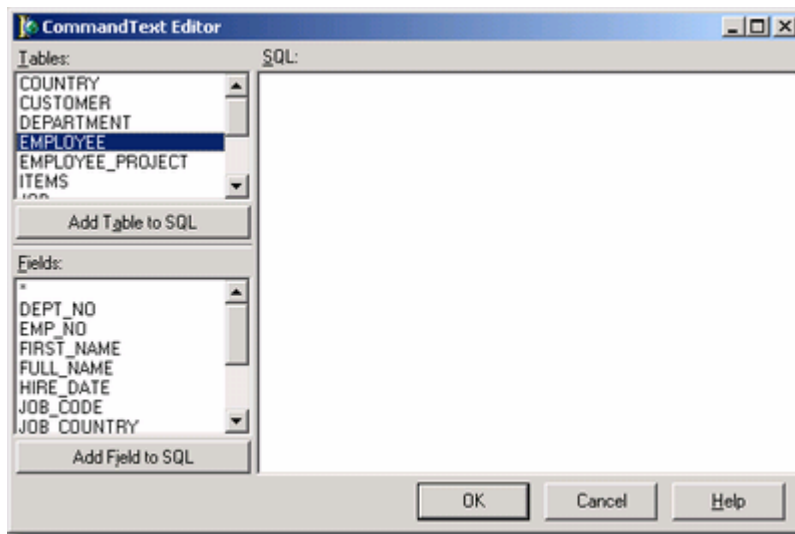 CommandText Editor
Tables:
COUNTRY
CUSTOMER
DEPARTMENT
EMPLOYEE
EMPLOYEE_PROJECT
ITEMS
JOB
Add Table to SQL
Fields:
*
DEPT_NO
EMP_NO
FIRST_NAME
FULL_NAME
HIRE_DATE
JOB_CODE
JOB_COUNTRY
Add Field to SQL
SQL:
OK Cancel Help